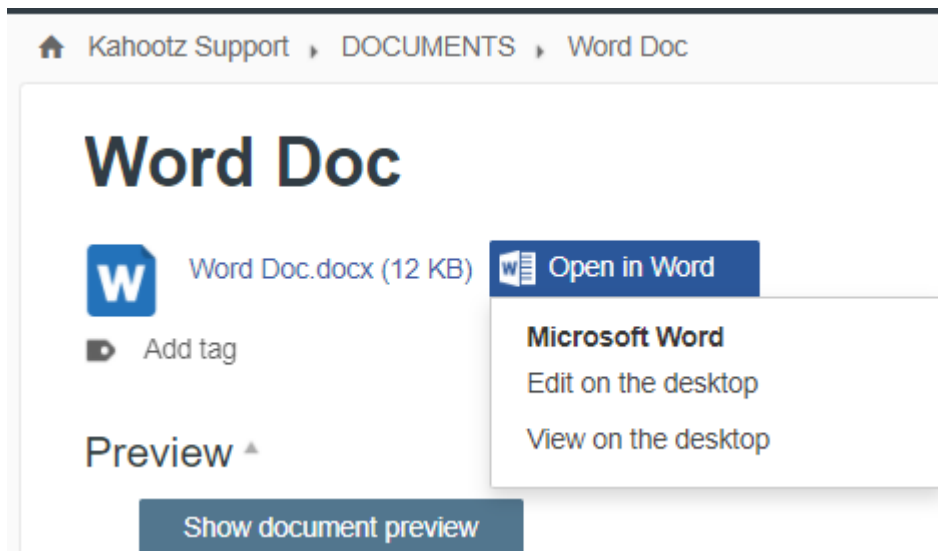 Kahootz Support DOCUMENTS Word Doc
Word Doc
Word Doc.docx (12 KB) Open in Word
Add tag
Microsoft Word
Edit on the desktop
View on the desktop
Preview
Show document preview